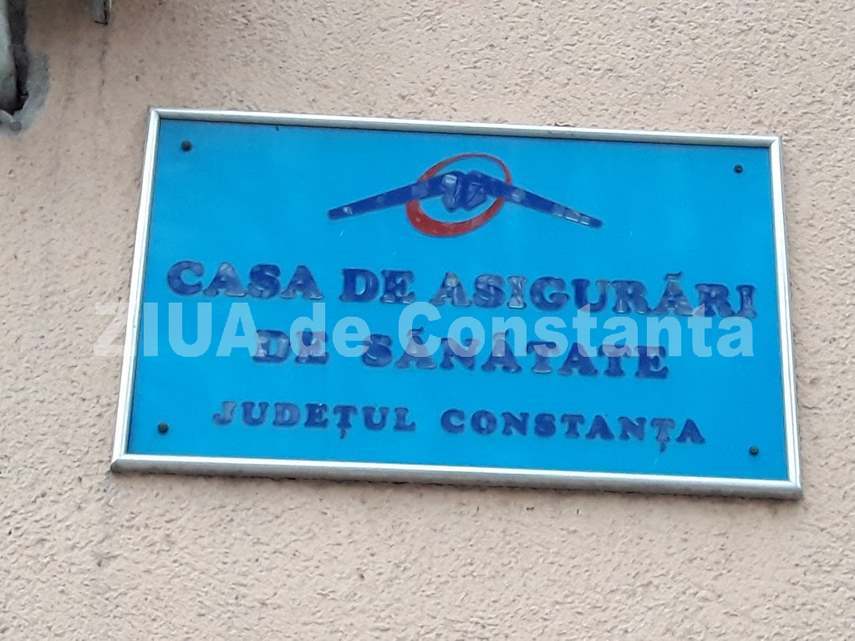 CASA DE ASIGURĂRI
ZIUA de Constanta
DE SĂNĂTATE
JUDEȚUL CONSTANȚA